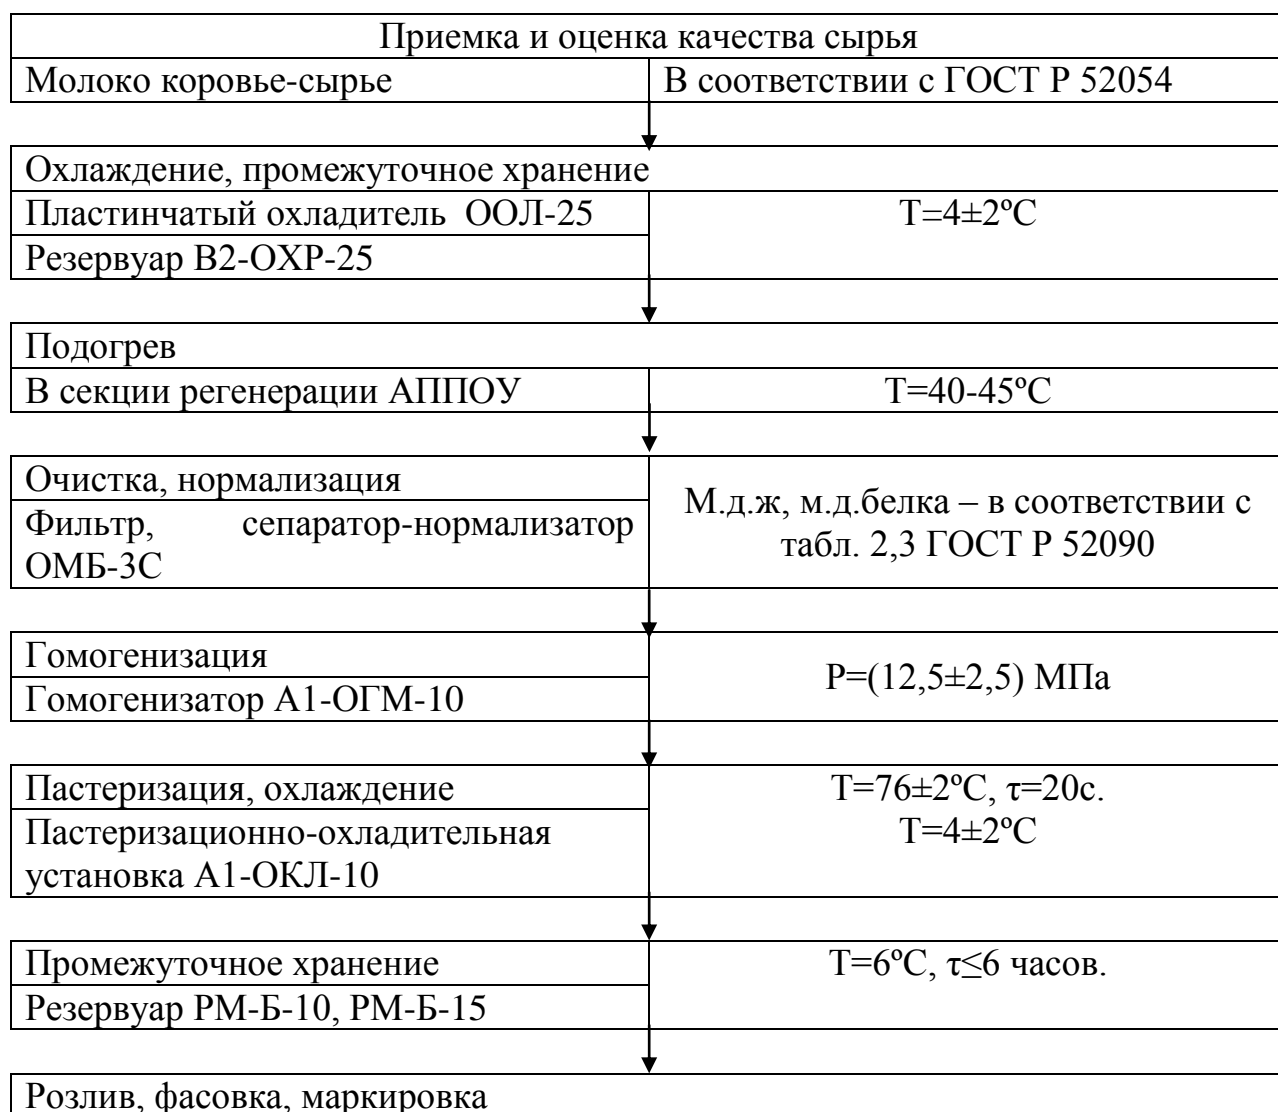 Приемка и оценка качества сырья
Молоко коровье-сырье
В соответствии с ГОСТ Р 52054
Охлаждение, промежуточное хранение
Пластинчатый охладитель ООЛ-25
Т=4±2ºС
Резервуар В2-ОХР-25
Подогрев
В секции регенерации АППОУ
Т=40-45ºС
Очистка, нормализация
Фильтр, сепаратор-нормализатор
ОМБ-3С
М.д.ж, м.д.белка – в соответствии с
табл. 2,3 ГОСТ Р 52090
Гомогенизация
Гомогенизатор А1-ОГМ-10
Р=(12,5±2,5) МПа
Пастеризация, охлаждение
Пастеризационно-охладительная
установка А1-ОКЛ-10
Т=76±2ºС, τ=20с.
Т=4±2ºС
Промежуточное хранение
Т=6ºС, τ≤6 часов.
Резервуар РМ-Б-10, РМ-Б-15
Розлив, фасовка, маркировка